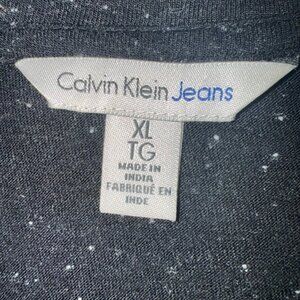 Calvin Klein Jeans
XL
TG
MADE IN
INDIA
FABRIQUÉ EN
INDE